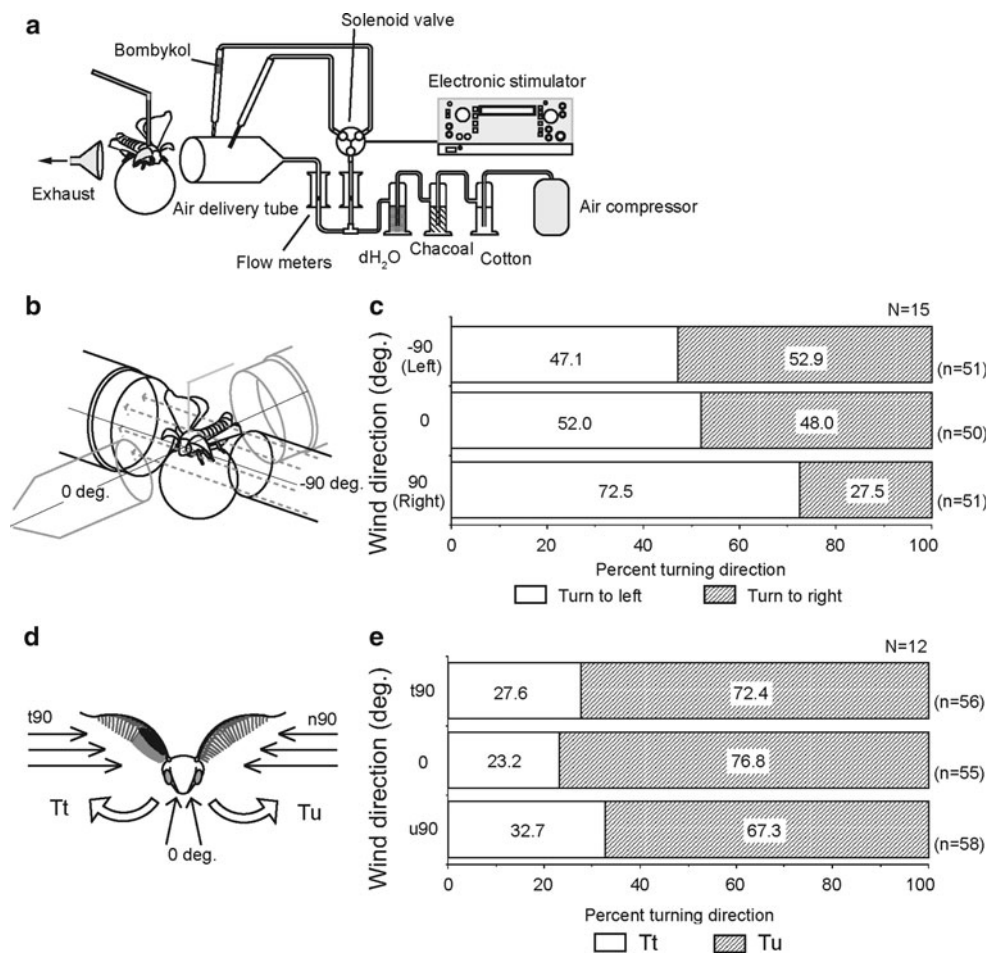 a
Solenoid valve
Bombykol
Electronic stimulator
Exhaust
Air delivery tube
Air compressor
Flow meters
dH2O
Chacoal
Cotton
b
0 deg.
-90 deg.
c
N=15
Wind direction (deg.)
-90
(Left)
47.1
52.9
(n=51)
0
52.0
48.0
(n=50)
90
(Right)
72.5
27.5
(n=51)
0 20 40 60 80 100
Percent turning direction
Turn to left
Turn to right
d
t90
n90
Tt
Tu
0 deg.
e
N=12
Wind direction (deg.)
t90
27.6
72.4
(n=56)
0
23.2
76.8
(n=55)
u90
32.7
67.3
(n=58)
0 20 40 60 80 100
Percent turning direction
Tt
Tu